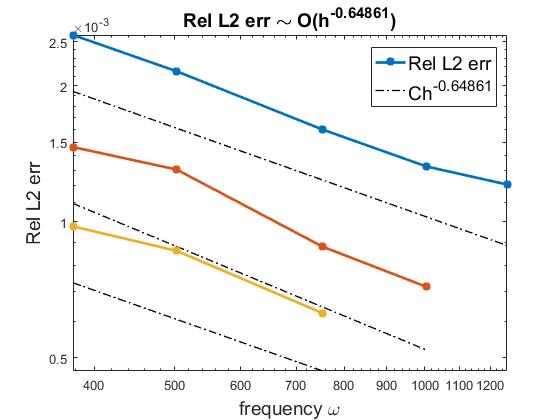 Rel L2 err ∼ O(h^-0.64861)
×10^-3
2.5
2
1.5
1
0.5
Rel L2 err
Rel L2 err
Ch^-0.64861
400 500 600 700 800 900 1000 1100 1200
frequency ω